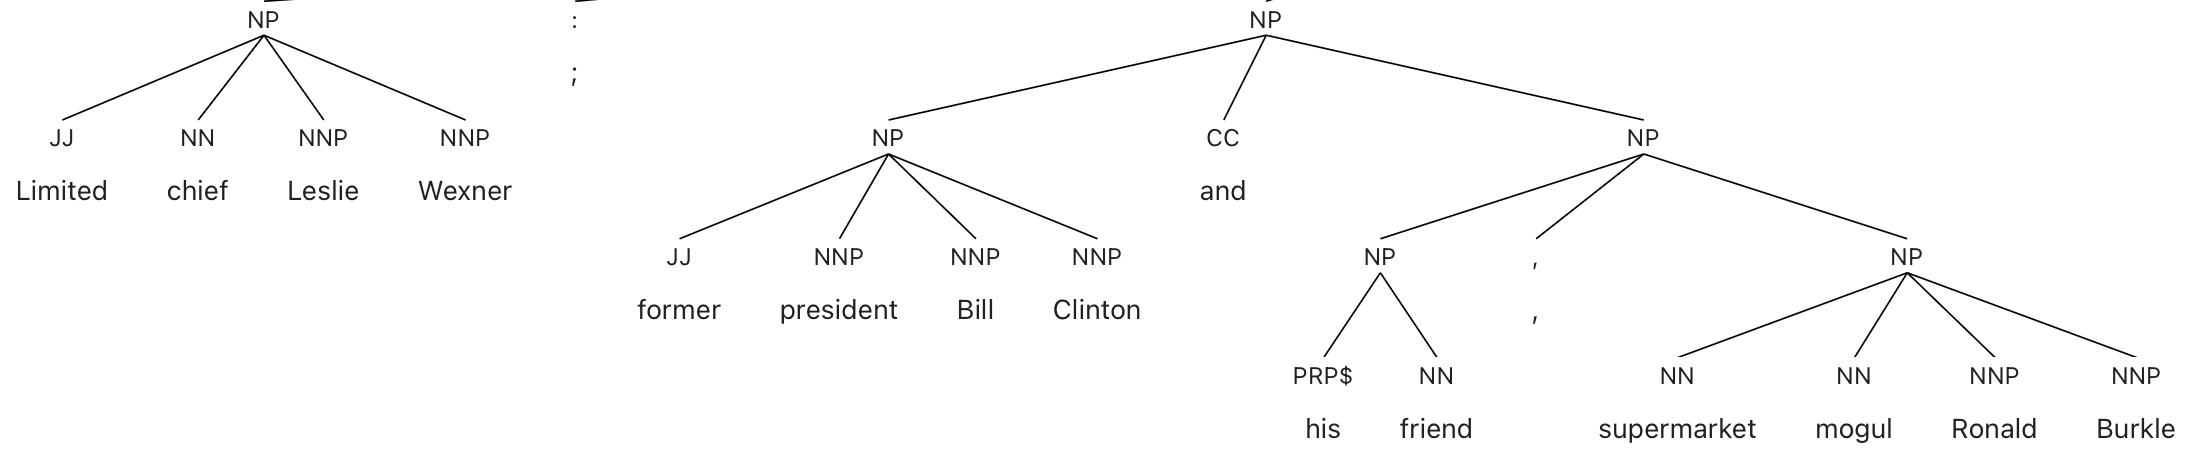 NP : NP
;
JJ NN NNP NNP NP CC NP
Limited chief Leslie Wexner and
JJ NNP NNP NNP NP , NP
former president Bill Clinton ,
PRP$ NN NN NN NNP NNP
his friend supermarket mogul Ronald Burkle